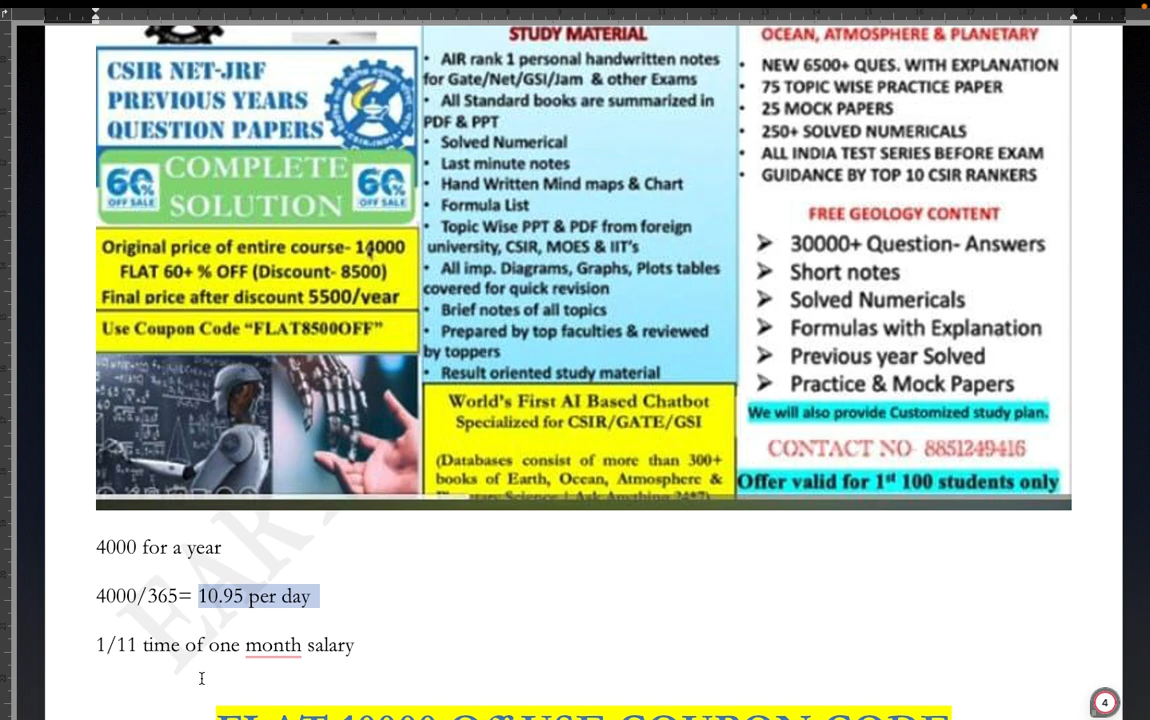 CSIR NET-JRF
PREVIOUS YEARS
QUESTION PAPERS
COMPLETE
SOLUTION
60%
OFF SALE
60%
OFF SALE
Original price of entire course- 14000
FLAT 60+ % OFF (Discount- 8500)
Final price after discount 5500/year
Use Coupon Code “FLAT8500OFF”
STUDY MATERIAL
• AIR rank 1 personal handwritten notes
for Gate/Net/GSI/Jam & other Exams
• All Standard books are summarized in
PDF & PPT
• Solved Numerical
• Last minute notes
• Hand Written Mind maps & Chart
• Formula List
• Topic Wise PPT & PDF from foreign
university, CSIR, MOES & IIT’s
• All imp. Diagrams, Graphs, Plots tables
covered for quick revision
• Brief notes of all topics
• Prepared by top faculties & reviewed
by toppers
• Result oriented study material
World’s First AI Based Chatbot
Specialized for CSIR/GATE/GSI
(Databases consist of more than 300+
books of Earth, Ocean, Atmosphere &
OCEAN, ATMOSPHERE & PLANETARY
• NEW 6500+ QUES. WITH EXPLANATION
• 75 TOPIC WISE PRACTICE PAPER
• 25 MOCK PAPERS
• 250+ SOLVED NUMERICALS
• ALL INDIA TEST SERIES BEFORE EXAM
• GUIDANCE BY TOP 10 CSIR RANKERS
FREE GEOLOGY CONTENT
➤ 30000+ Question- Answers
➤ Short notes
➤ Solved Numericals
➤ Formulas with Explanation
➤ Previous year Solved
➤ Practice & Mock Papers
We will also provide Customized study plan.
CONTACT NO- 8851249416
Offer valid for 1st 100 students only
4000 for a year
4000/365= 10.95 per day
1/11 time of one month salary
4